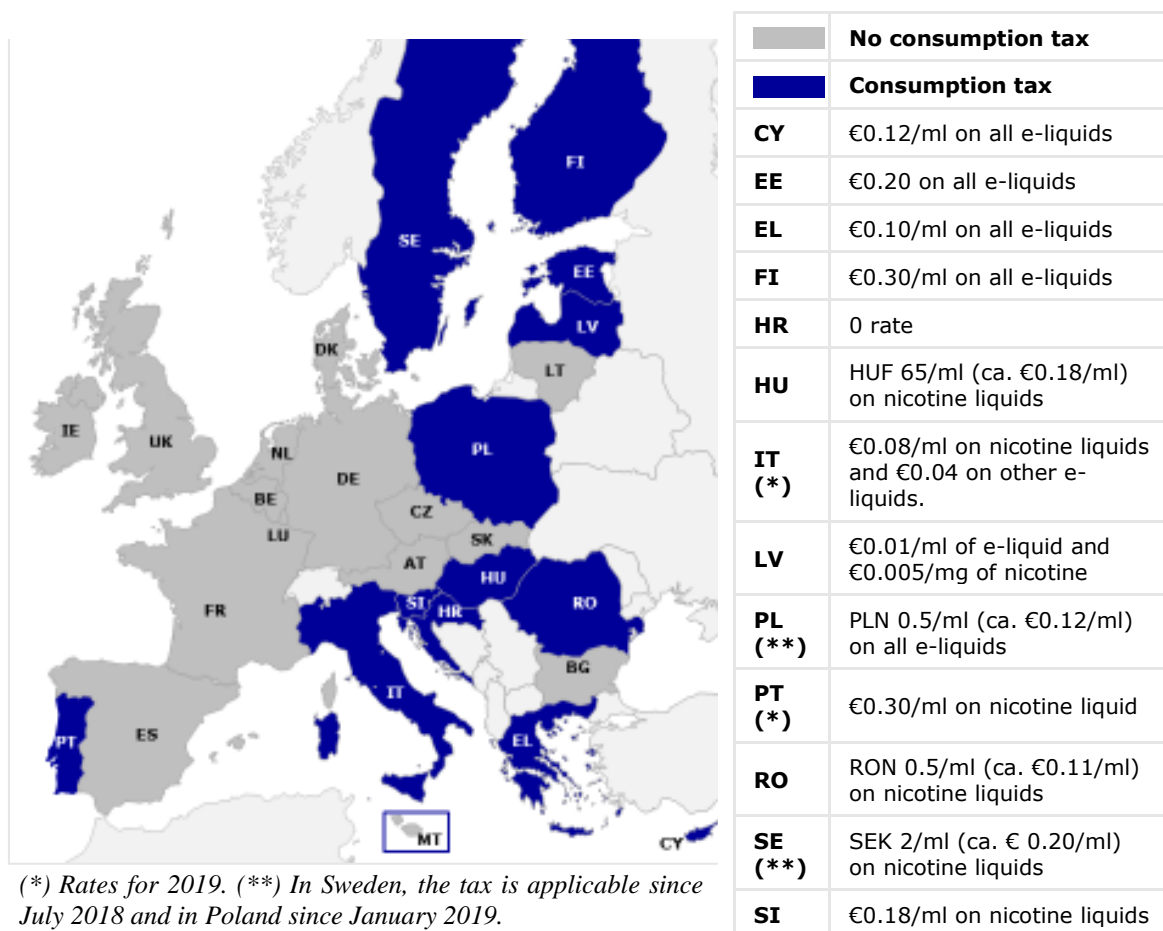 FI
SE
EE
LV
DK
LT
IE
UK
NL
PL
DE
BE
CZ
LU
SK
AT
HU
FR
SI
HR
RO
BG
IT
ES
PT
EL
MT
CY
(*) Rates for 2019. (**) In Sweden, the tax is applicable since
July 2018 and in Poland since January 2019.
No consumption tax
Consumption tax
CY €0.12/ml on all e-liquids
EE €0.20 on all e-liquids
EL €0.10/ml on all e-liquids
FI €0.30/ml on all e-liquids
HR 0 rate
HU HUF 65/ml (ca. €0.18/ml)
on nicotine liquids
IT €0.08/ml on nicotine liquids
(*) and €0.04 on other e-
liquids.
LV €0.01/ml of e-liquid and
€0.005/mg of nicotine
PL PLN 0.5/ml (ca. €0.12/ml)
(**) on all e-liquids
PT
(*) €0.30/ml on nicotine liquid
RO RON 0.5/ml (ca. €0.11/ml)
on nicotine liquids
SE SEK 2/ml (ca. € 0.20/ml)
(**) on nicotine liquids
SI €0.18/ml on nicotine liquids